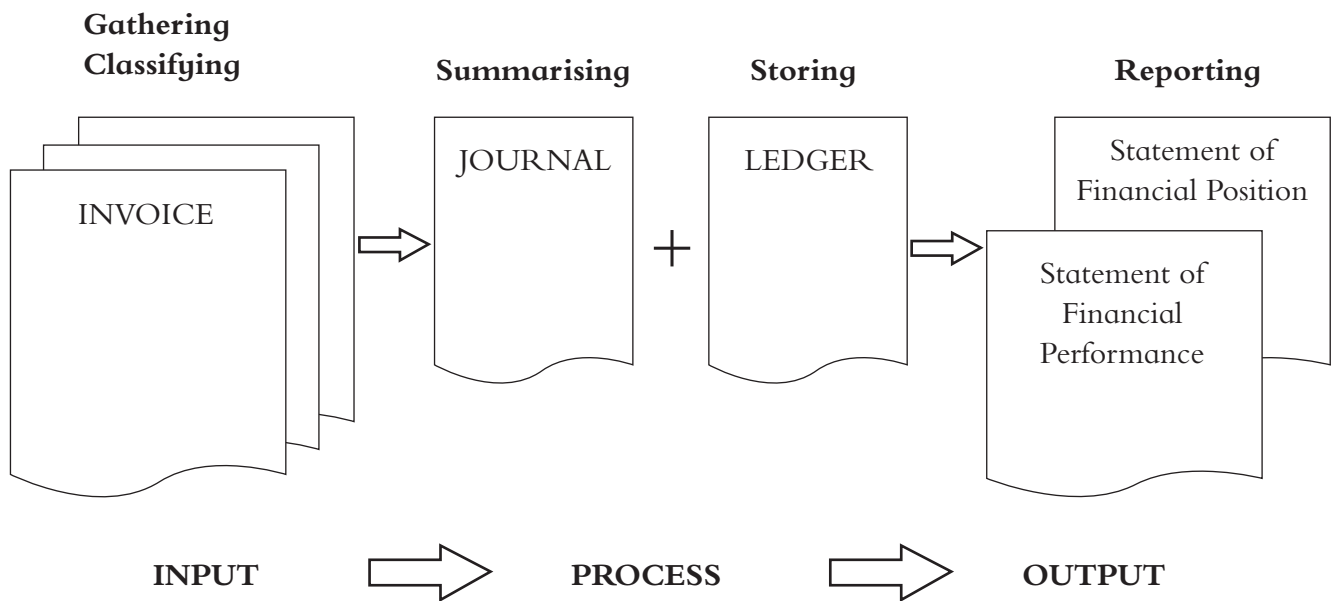 Gathering
Classifying
Summarising
Storing
Reporting
INVOICE
JOURNAL
LEDGER
Statement of
Financial Position
Statement of
Financial
Performance
INPUT
PROCESS
OUTPUT